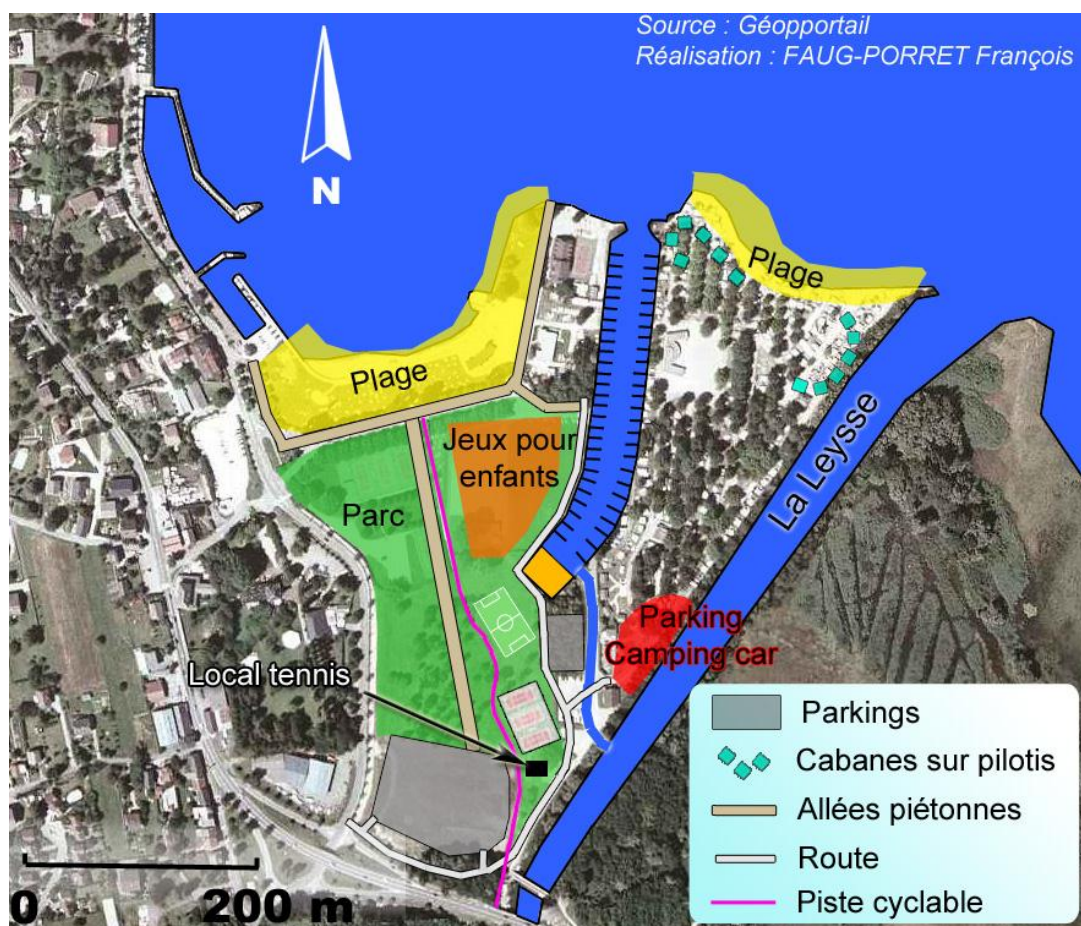 Source : Géopportail
Réalisation : FAUG-PORRET François
N
Plage
Plage
Jeux pour
enfants
Parc
La Leysse
Parking
Camping car
Local tennis
Parkings
Cabanes sur pilotis
Allées piétonnes
Route
Piste cyclable
0 200 m